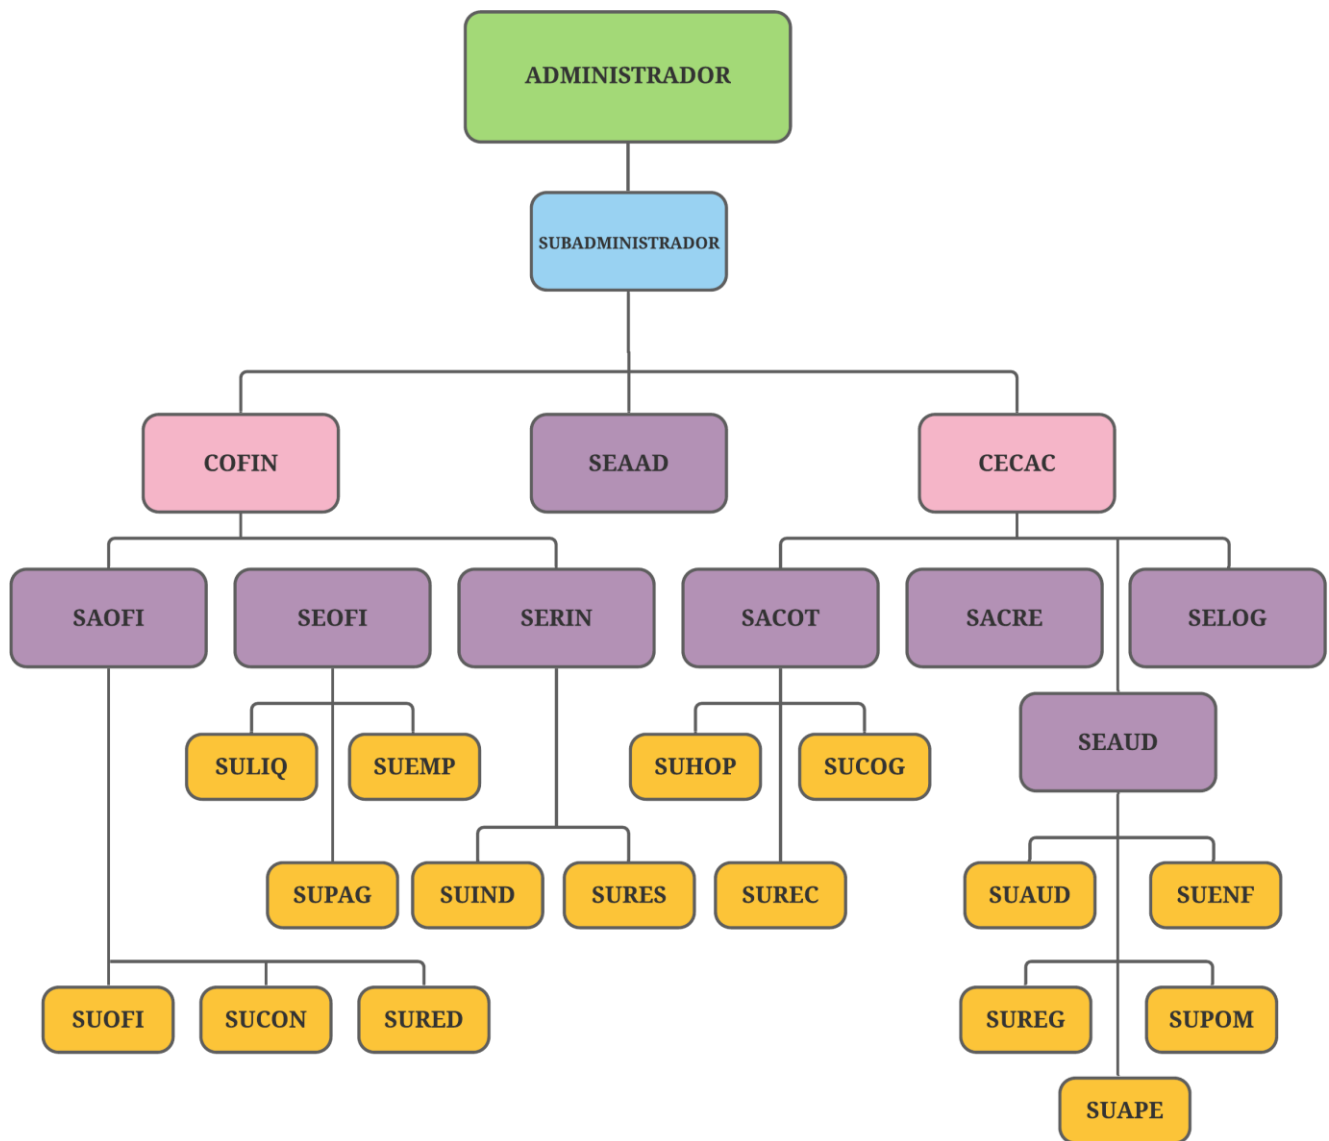 ADMINISTRADOR
SUBADMINISTRADOR
COFIN
SEAAD
CECAC
SAOFI
SEOFI
SERIN
SACOT
SACRE
SELOG
SEAUD
SULIQ
SUEMP
SUHOP
SUCOG
SUPAG
SUIND
SURES
SUREC
SUAUD
SUENF
SUOFI
SUCON
SURED
SUREG
SUPOM
SUAPE